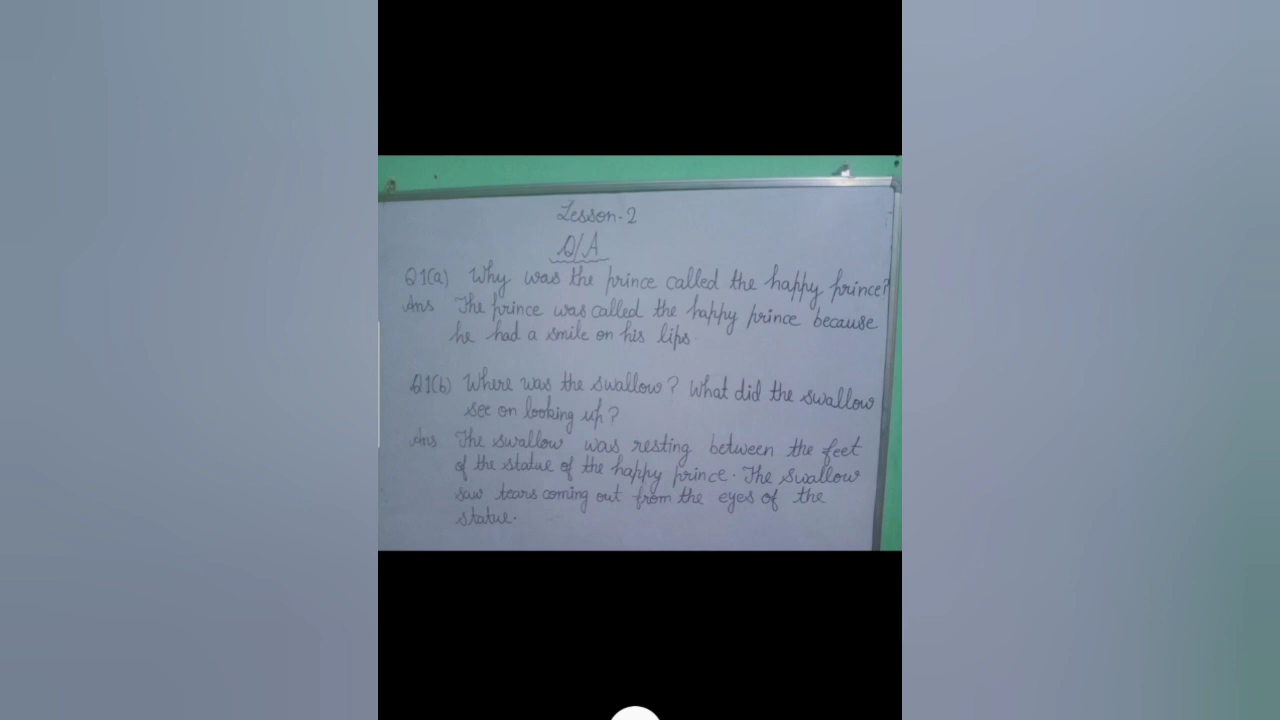 Lesson-2
Q/A
Q1(a) Why was the prince called the happy prince?
Ans The prince was called the happy prince because
he had a smile on his lips.
Q1(b) Where was the swallow? What did the swallow
see on looking up?
Ans The swallow was resting between the feet
of the statue of the happy prince. The swallow
saw tears coming out from the eyes of the
statue.